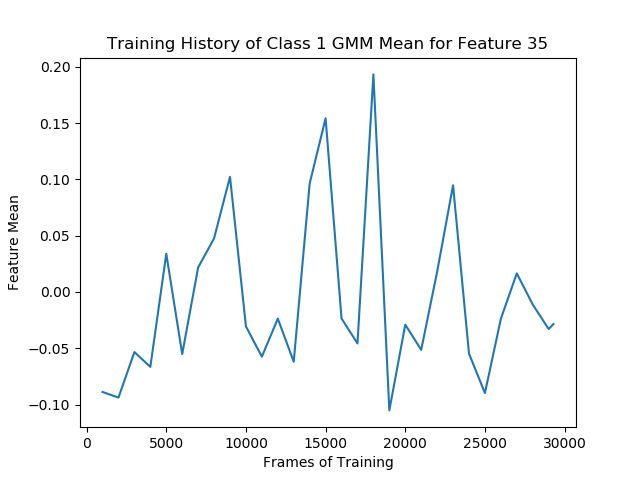 Training History of Class 1 GMM Mean for Feature 35
0.20
0.15
0.10
0.05
0.00
−0.05
−0.10
Feature Mean
0 5000 10000 15000 20000 25000 30000
Frames of Training